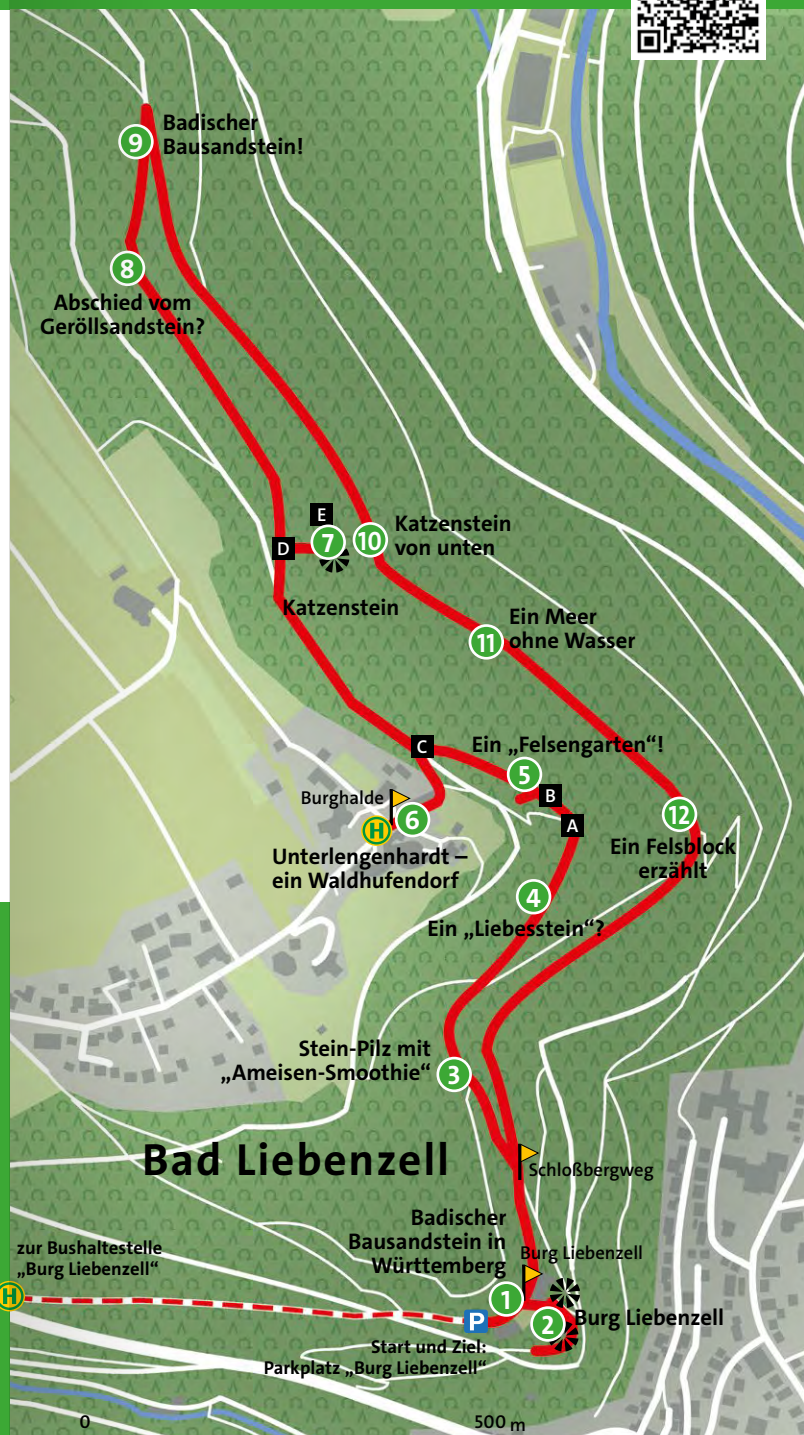 9
Badischer
Bausandstein!
8
Abschied vom
Geröllsandstein?
E
D
7
10
Katzenstein
von unten
Katzenstein
11
Ein Meer
ohne Wasser
C
Ein „Felsengarten“!
5
B
A
Burghalde
H
6
Unterlengenhardt –
ein Waldhufendorf
12
Ein Felsblock
erzählt
4
Ein „Liebesstein“?
Stein-Pilz mit
„Ameisen-Smoothie“
3
Bad Liebenzell
Schloßbergweg
Badischer
Bausandstein in
Württemberg
Burg Liebenzell
zur Bushaltestelle
„Burg Liebenzell“
H
1
P
2
Burg Liebenzell
Start und Ziel:
Parkplatz „Burg Liebenzell“
0
500 m